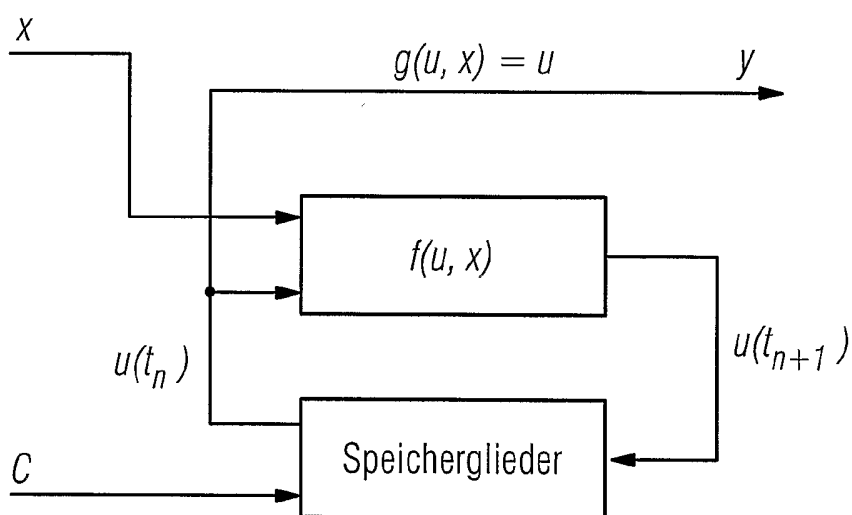 x
g(u, x) = u
y
f(u, x)
u(tₙ)
u(tₙ₊₁)
Speicherglieder
C